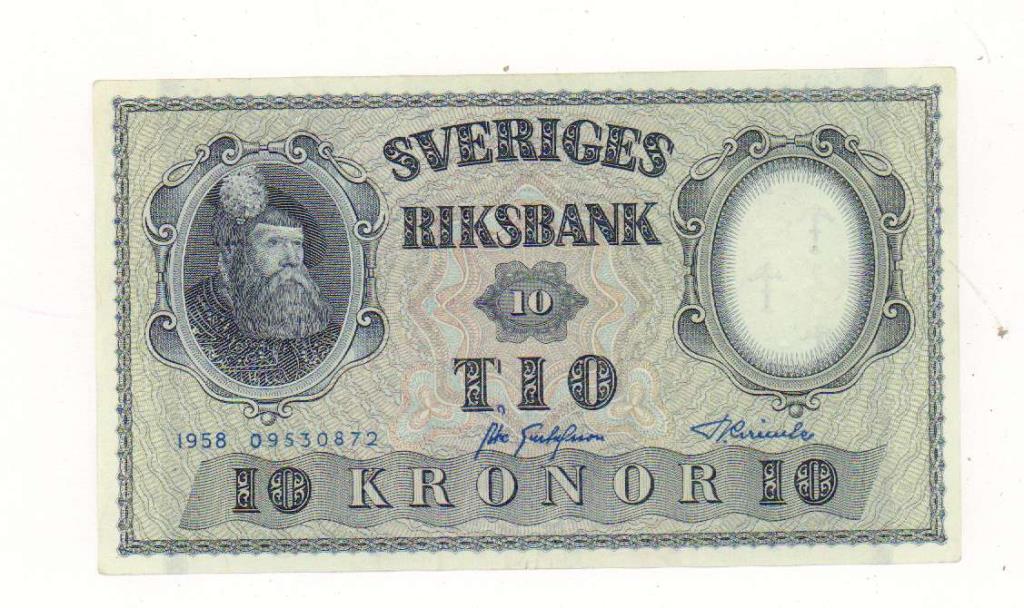 SVERIGES
RIKSBANK
10
TIO
1958 09530872
10 KRONOR 10